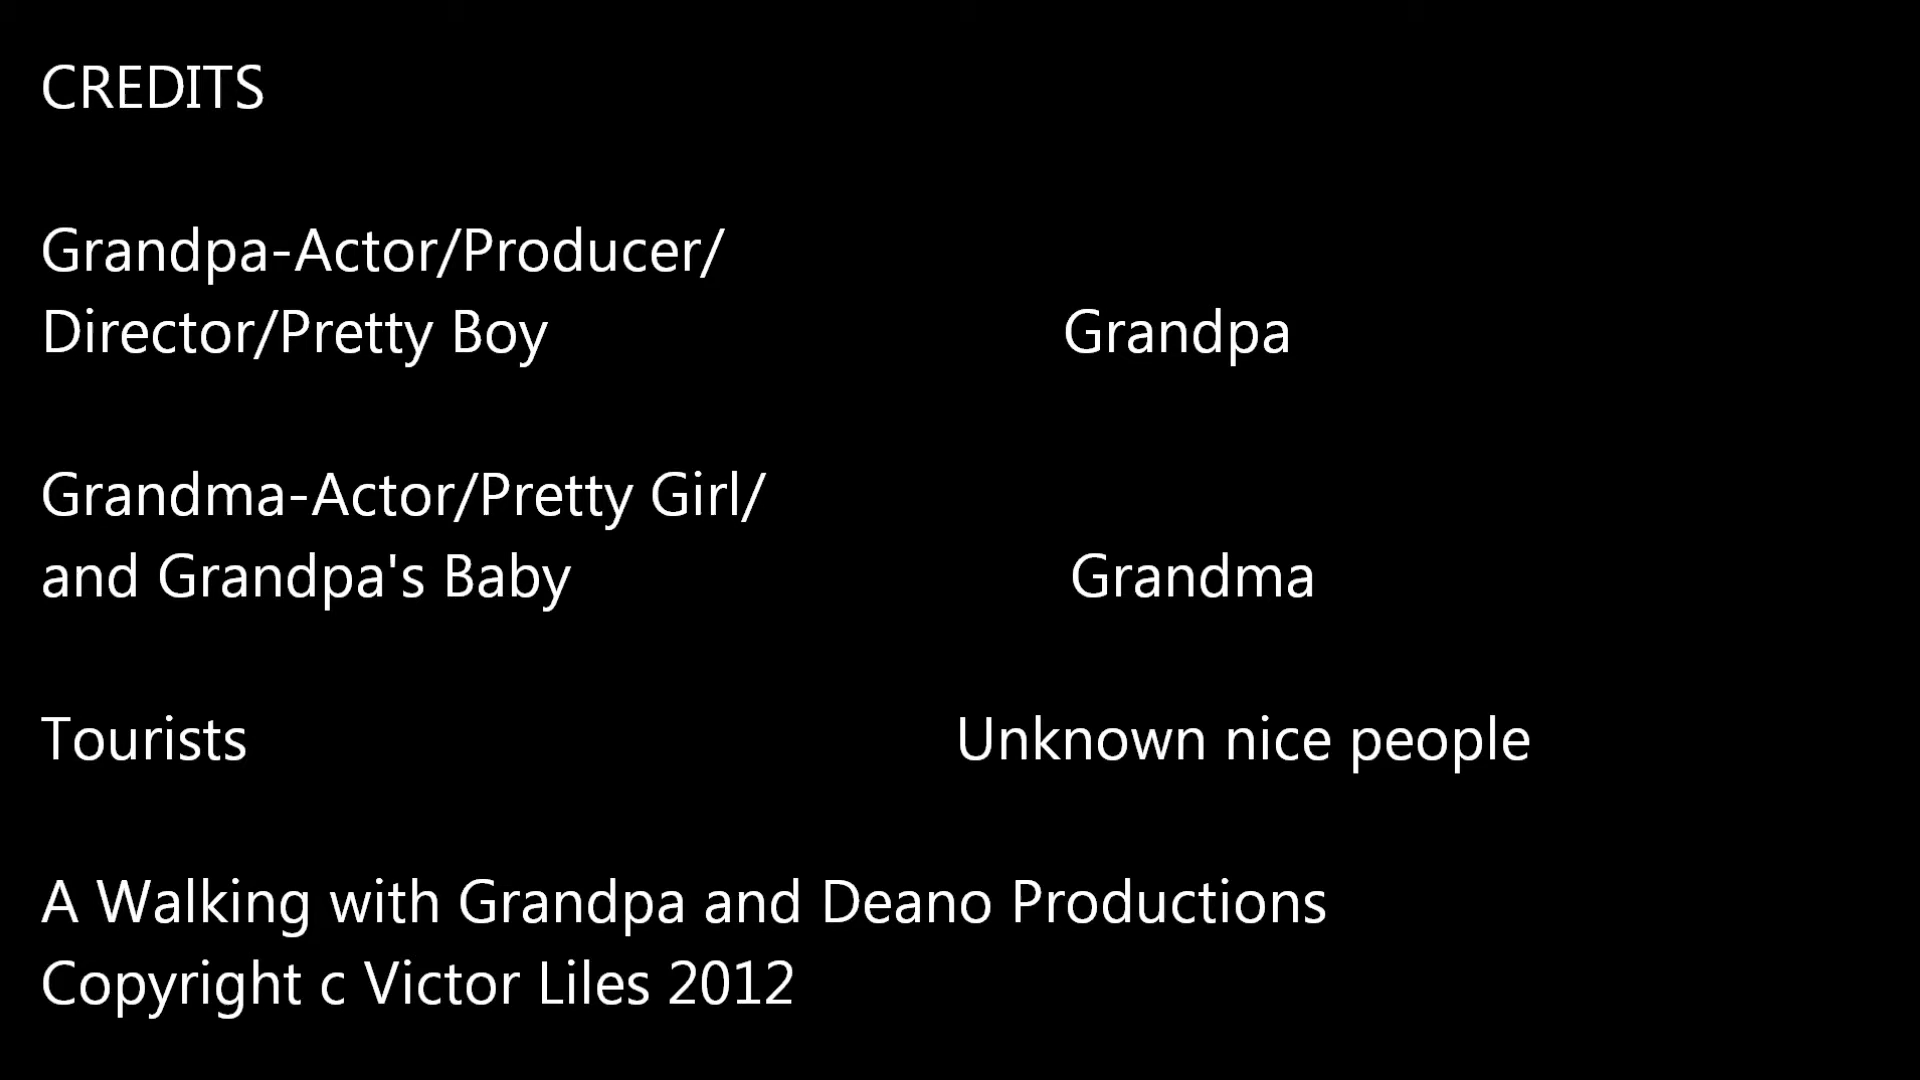 CREDITS
Grandpa-Actor/Producer/
Director/Pretty Boy Grandpa
Grandma-Actor/Pretty Girl/
and Grandpa's Baby Grandma
Tourists Unknown nice people
A Walking with Grandpa and Deano Productions
Copyright c Victor Liles 2012